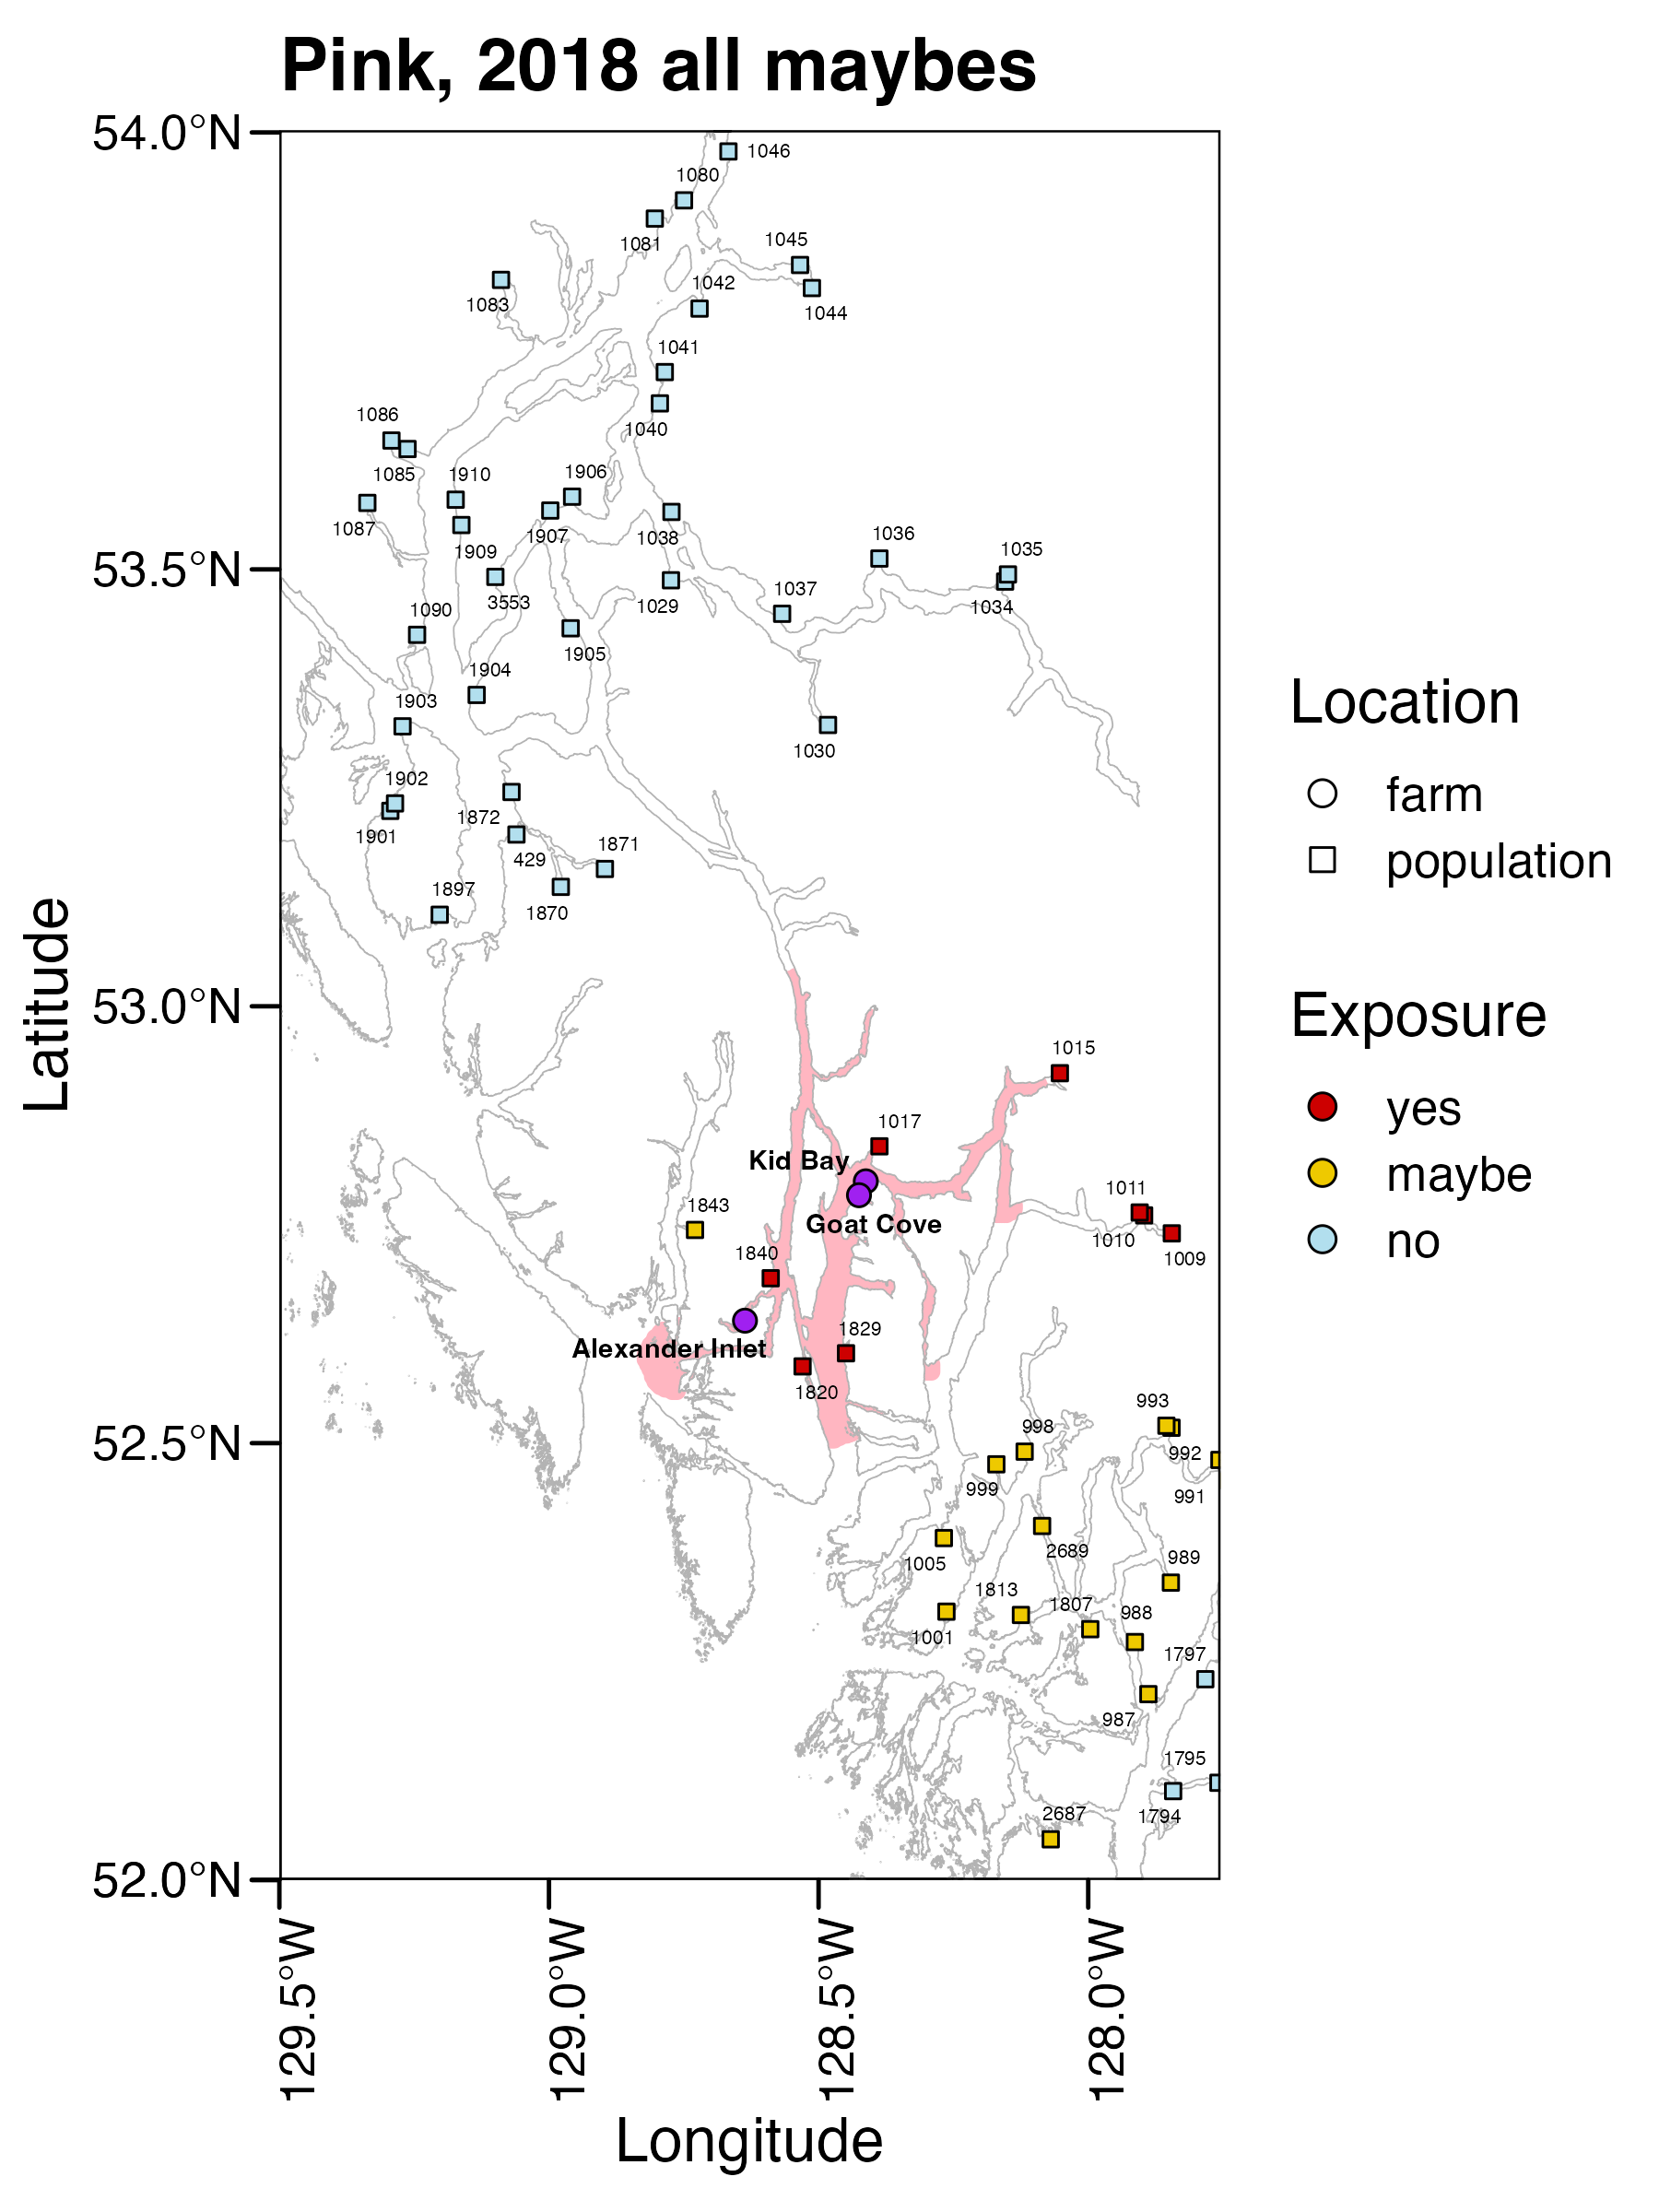 Pink, 2018 all maybes
54.0°N
53.5°N
53.0°N
52.5°N
52.0°N
Latitude
129.5°W
129.0°W
128.5°W
128.0°W
Longitude
1046
1080
1081
1045
1083
1042
1044
1041
1086
1040
1085
1910
1906
1087
1907
1038
1909
1036
1035
3553
1029
1037
1034
1090
1905
1904
1903
1030
1902
1872
1901
429
1871
1897
1870
1015
1017
Kid Bay
1843
Goat Cove
1011
1010
1009
1840
1829
Alexander Inlet
1820
993
998
992
999
991
1005
2689
989
1813
1807
988
1001
1797
987
1795
2687
1794
Location
farm
population
Exposure
yes
maybe
no